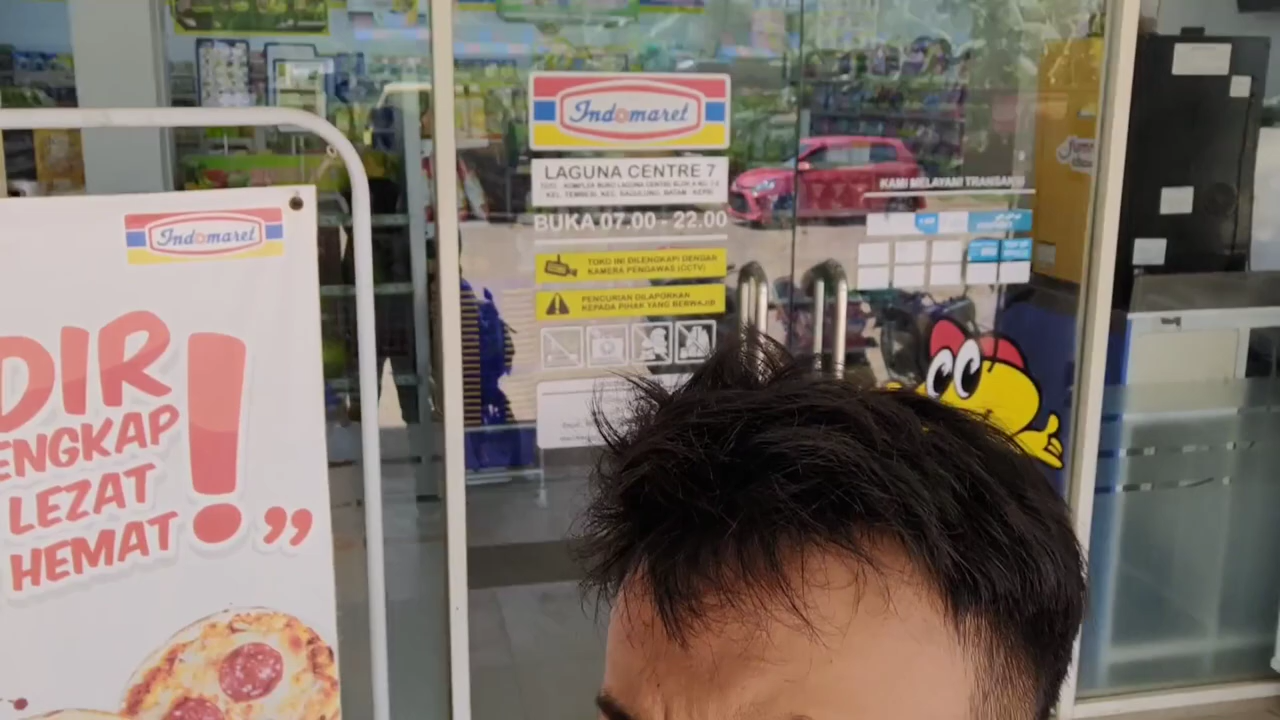 Indomaret
LAGUNA CENTRE 7
BUKA 07.00 - 22.00
TOKO INI DILENGKAPI DENGAN
KAMERA PENGAWAS (CCTV)
PENCURIAN DILAPORKAN
KEPADA PIHAK YANG BERWAJIB
KAMI MELAYANI
Indomaret
DIR
ENGKAP
LEZAT
HEMAT!”